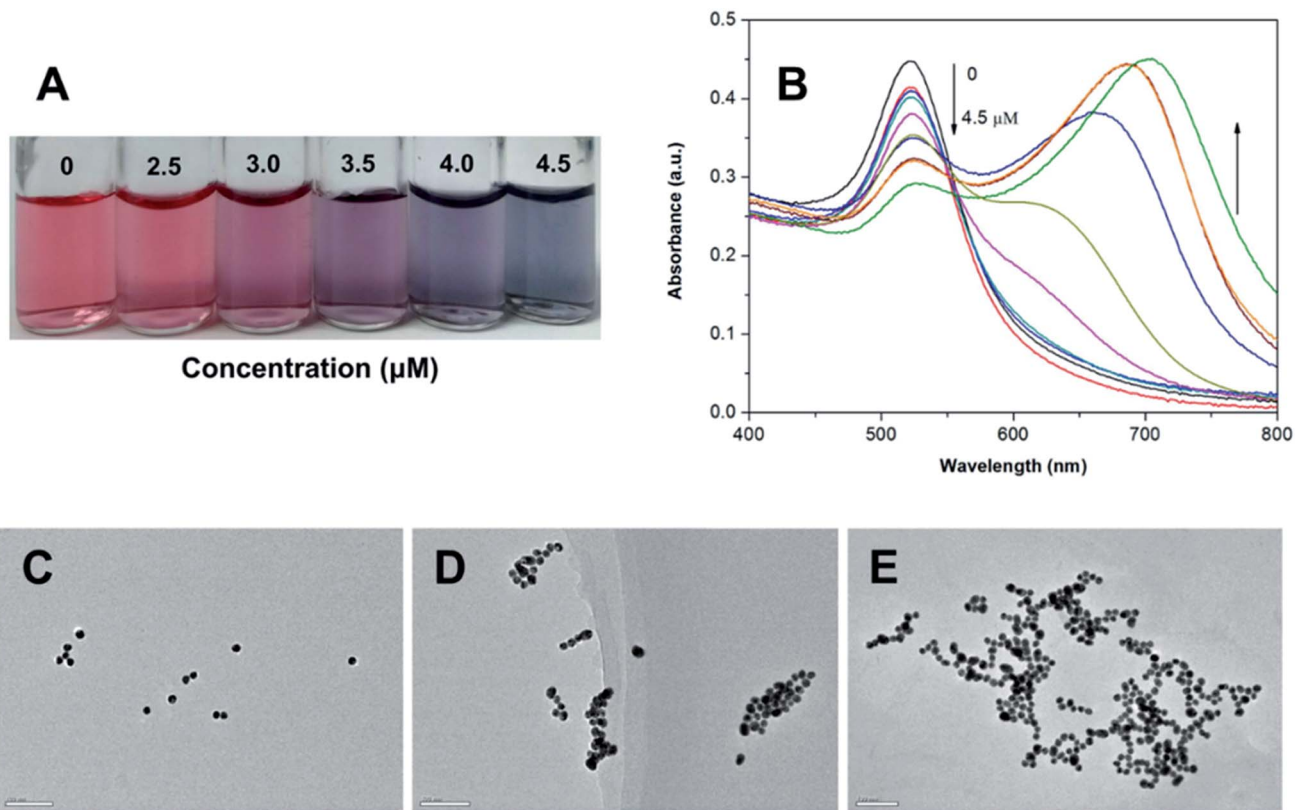 A
0 2.5 3.0 3.5 4.0 4.5
Concentration (µM)
B
0
4.5 µM
0.5
0.4
0.3
0.2
0.1
0.0
Absorbance (a.u.)
400 500 600 700 800
Wavelength (nm)
C
D
E